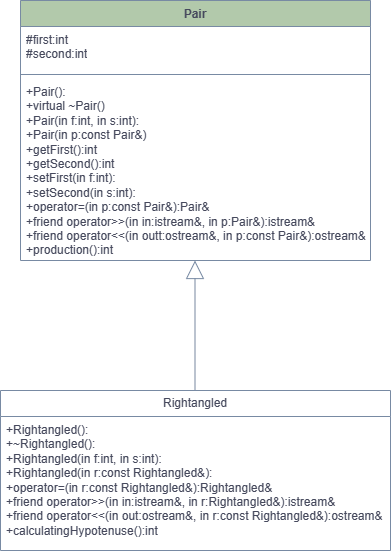 Pair
#first:int
#second:int
+Pair():
+virtual ~Pair()
+Pair(in f:int, in s:int):
+Pair(in p:const Pair&)
+getFirst():int
+getSecond():int
+setFirst(in f:int):
+setSecond(in s:int):
+operator=(in p:const Pair&):Pair&
+friend operator>>(in in:istream&, in p:Pair&):istream&
+friend operator<<(in outt:ostream&, in p:const Pair&):ostream&
+production():int
Rightangled
+Rightangled():
+~Rightangled():
+Rightangled(in f:int, in s:int):
+Rightangled(in r:const Rightangled&):
+operator=(in r:const Rightangled&):Rightangled&
+friend operator>>(in in:istream&, in r:Rightangled&):istream&
+friend operator<<(in out:ostream&, in r:const Rightangled&):ostream&
+calculatingHypotenuse():int